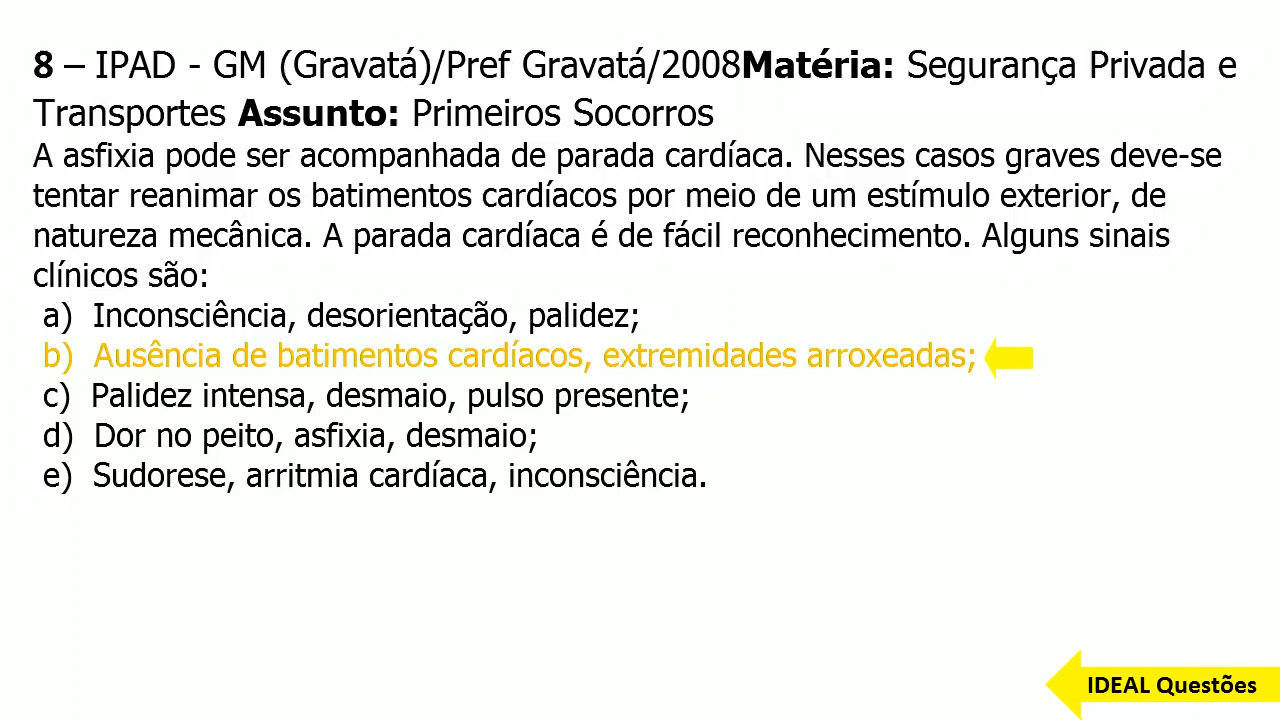 8 – IPAD - GM (Gravatá)/Pref Gravatá/2008Matéria: Segurança Privada e
Transportes Assunto: Primeiros Socorros
A asfixia pode ser acompanhada de parada cardíaca. Nesses casos graves deve-se
tentar reanimar os batimentos cardíacos por meio de um estímulo exterior, de
natureza mecânica. A parada cardíaca é de fácil reconhecimento. Alguns sinais
clínicos são:
a) Inconsciência, desorientação, palidez;
b) Ausência de batimentos cardíacos, extremidades arroxeadas;
c) Palidez intensa, desmaio, pulso presente;
d) Dor no peito, asfixia, desmaio;
e) Sudorese, arritmia cardíaca, inconsciência.
IDEAL Questões